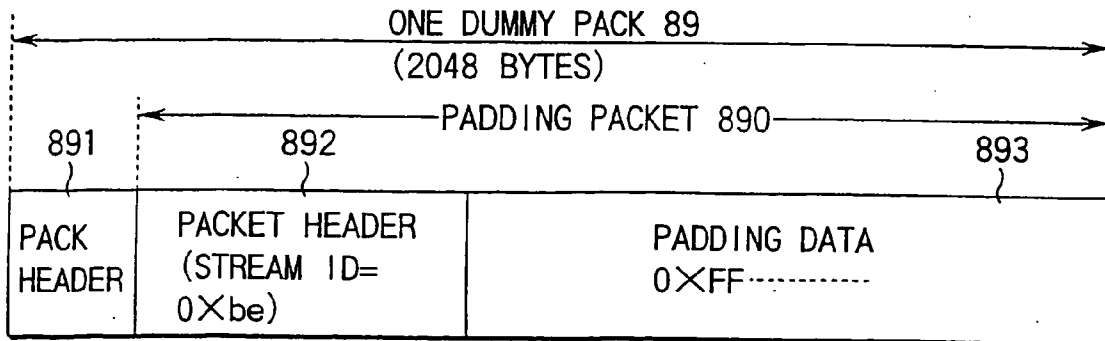 ONE DUMMY PACK 89
(2048 BYTES)
PADDING PACKET 890
891
892
893
PACK
HEADER
PACKET HEADER
(STREAM ID=
0×be)
PADDING DATA
0×FF